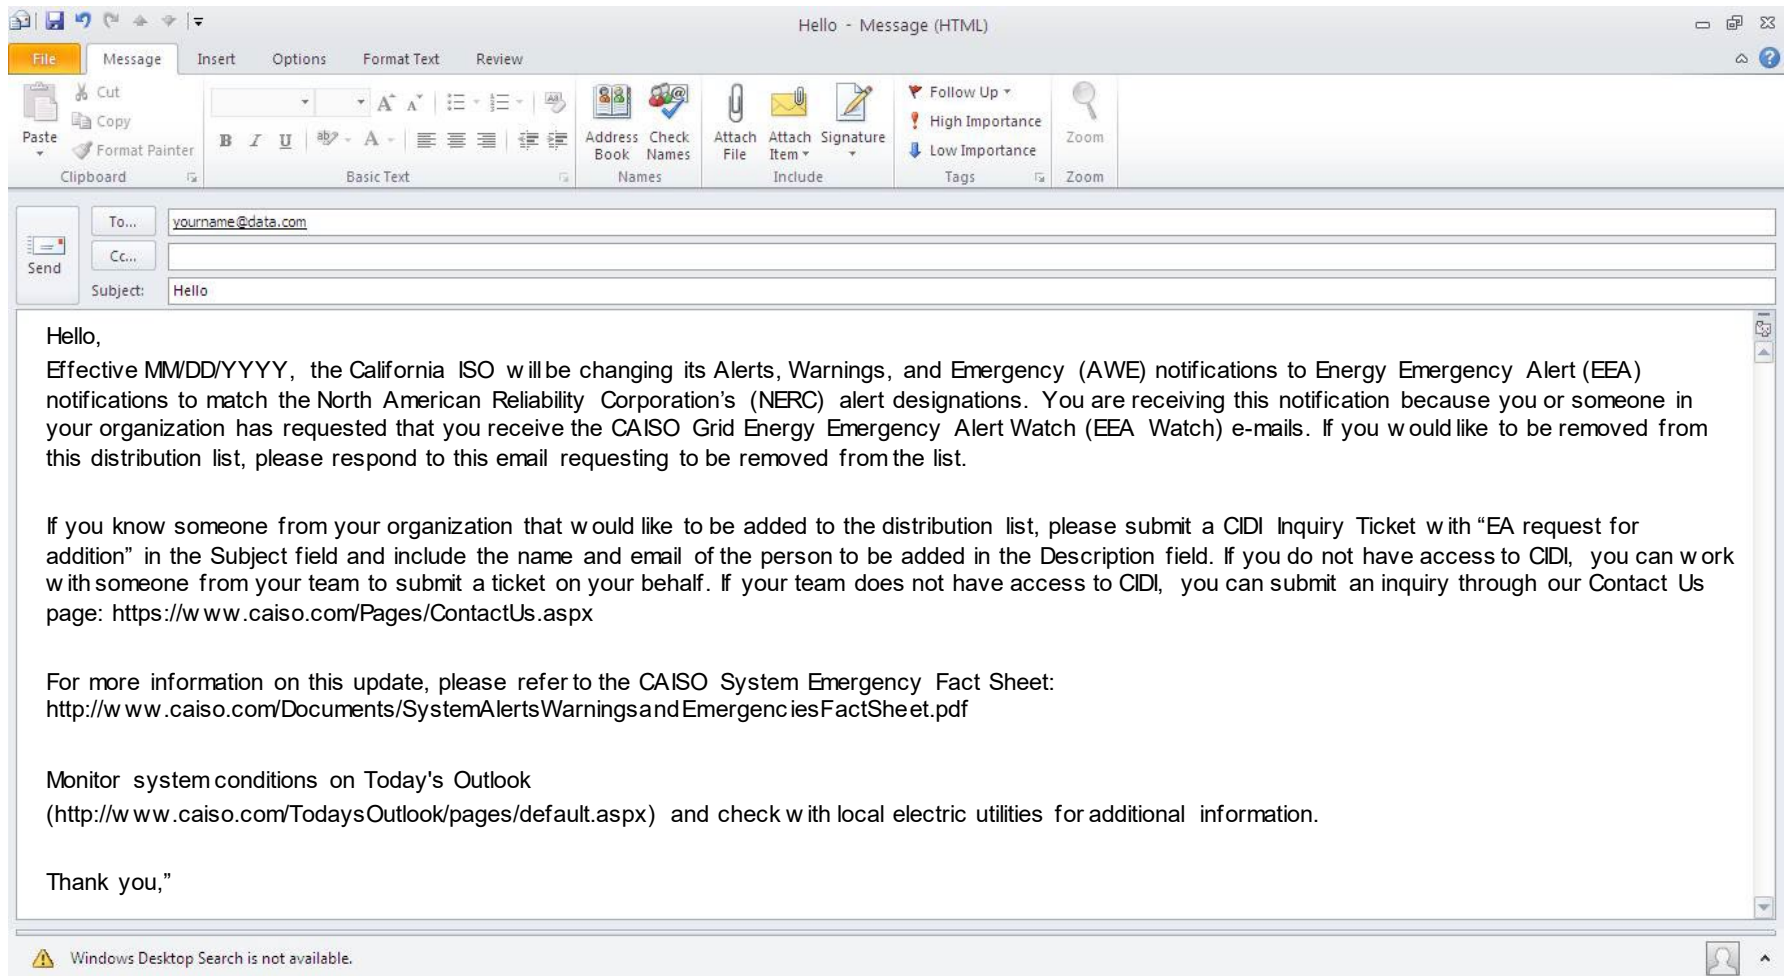 Hello - Message (HTML)
File Message Insert Options Format Text Review
Cut
Copy
Paste
Format Painter
Clipboard
B I U
Basic Text
Address Book
Check Names
Names
Attach File
Attach Item
Signature
Include
Follow Up
High Importance
Low Importance
Tags
Zoom
Zoom
Send
To... yourname@data.com
Cc...
Subject: Hello
Hello,
Effective MM/DD/YYYY, the California ISO will be changing its Alerts, Warnings, and Emergency (AWE) notifications to Energy Emergency Alert (EEA)
notifications to match the North American Reliability Corporation’s (NERC) alert designations. You are receiving this notification because you or someone in
your organization has requested that you receive the CAISO Grid Energy Emergency Alert Watch (EEA Watch) e-mails. If you would like to be removed from
this distribution list, please respond to this email requesting to be removed from the list.
If you know someone from your organization that would like to be added to the distribution list, please submit a CIDI Inquiry Ticket with “EA request for
addition” in the Subject field and include the name and email of the person to be added in the Description field. If you do not have access to CIDI, you can work
with someone from your team to submit a ticket on your behalf. If your team does not have access to CIDI, you can submit an inquiry through our Contact Us
page: https://www.caiso.com/Pages/ContactUs.aspx
For more information on this update, please refer to the CAISO System Emergency Fact Sheet:
http://www.caiso.com/Documents/SystemAlertsWarningsandEmergenciesFactSheet.pdf
Monitor system conditions on Today's Outlook
(http://www.caiso.com/TodaysOutlook/pages/default.aspx) and check with local electric utilities for additional information.
Thank you,”
Windows Desktop Search is not available.